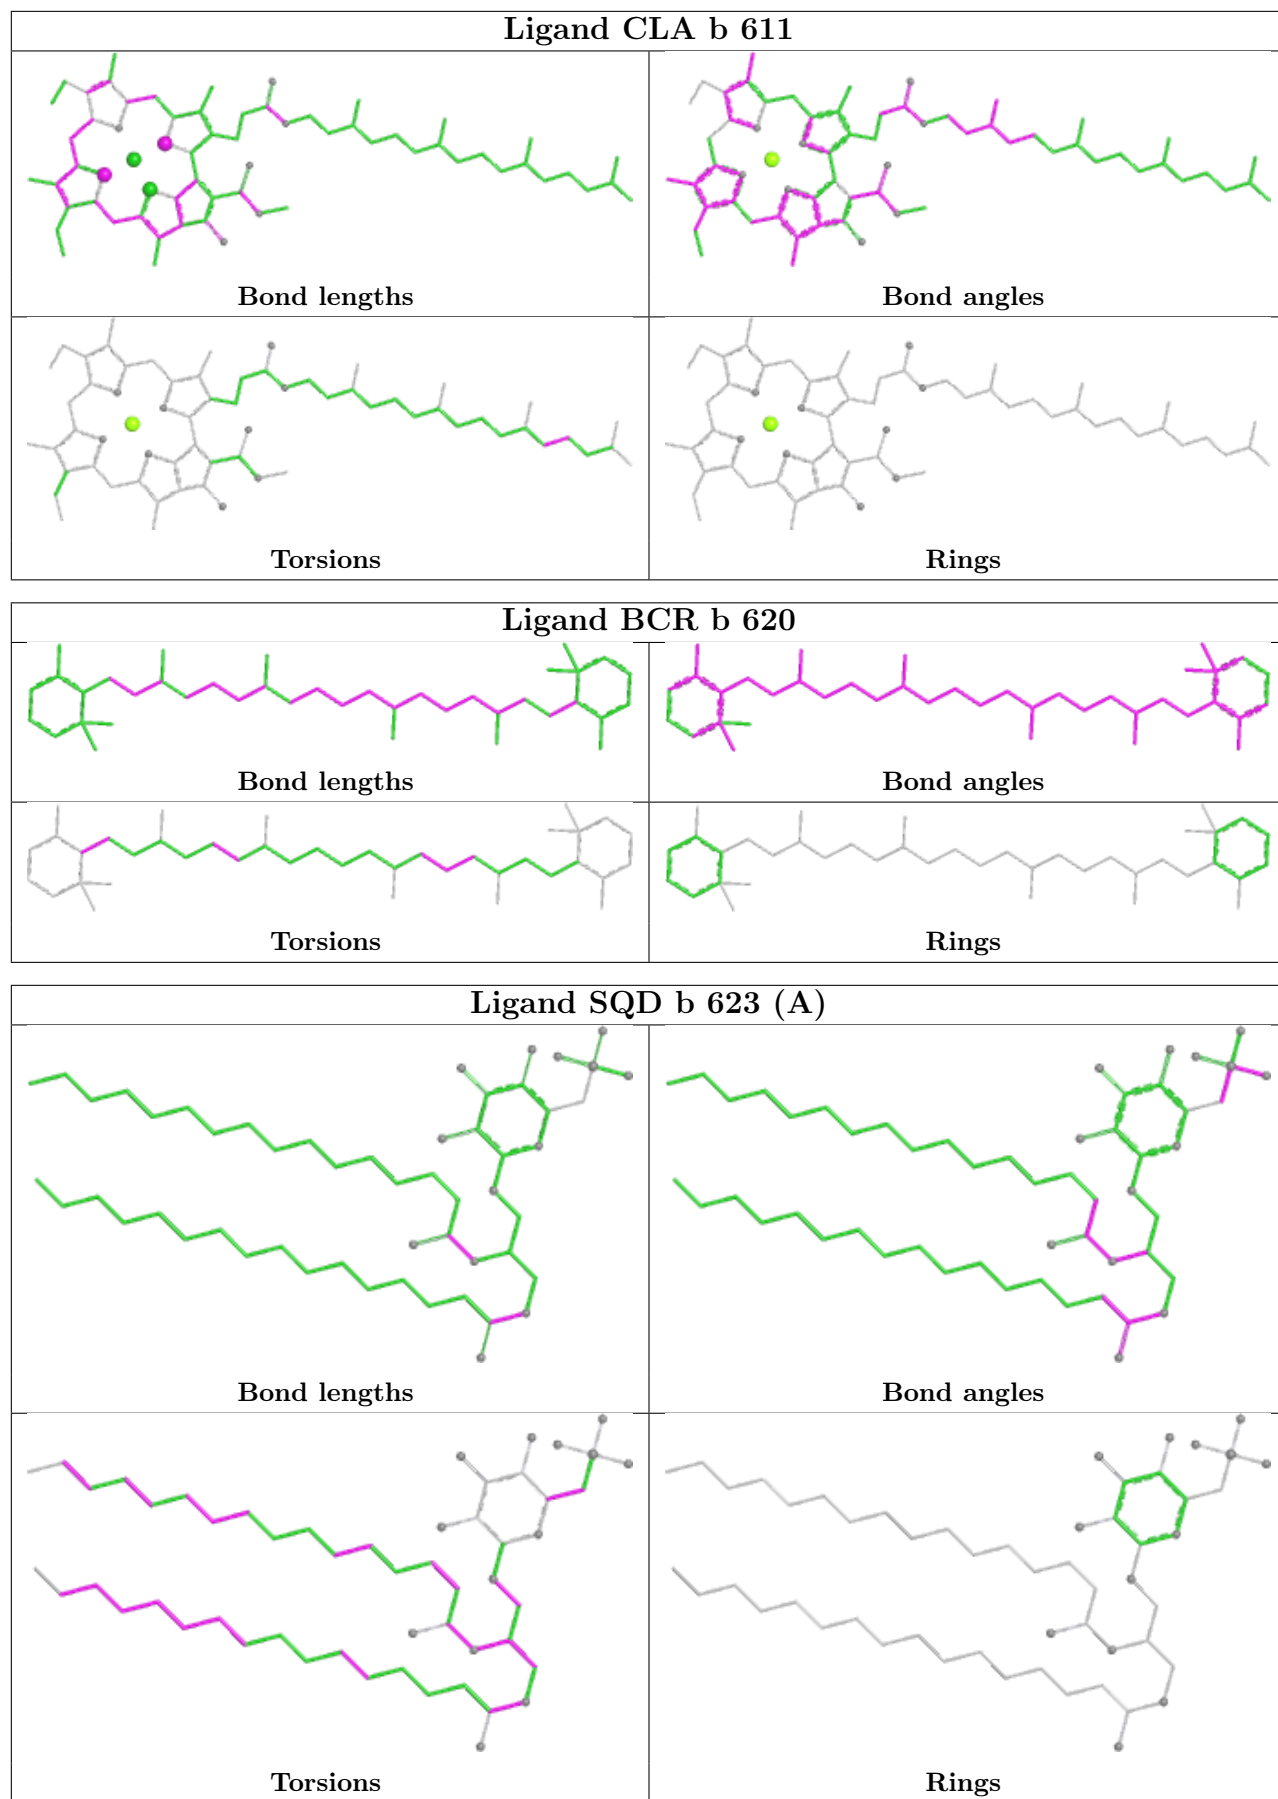 Ligand CLA b 611
Bond lengths
Bond angles
Torsions
Rings
Ligand BCR b 620
Bond lengths
Bond angles
Torsions
Rings
Ligand SQD b 623 (A)
Bond lengths
Bond angles
Torsions
Rings